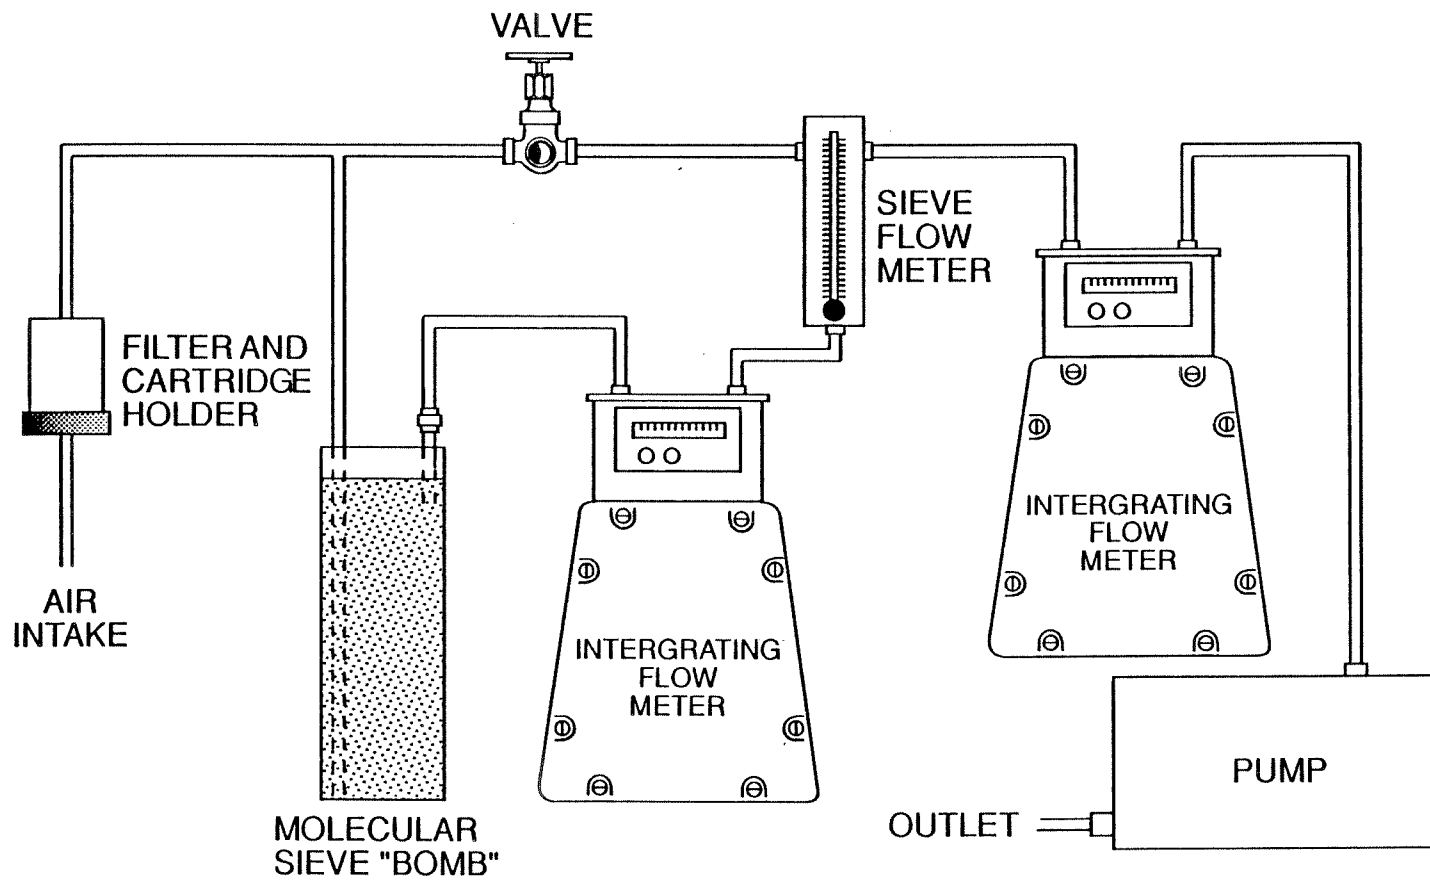 VALVE
SIEVE
FLOW
METER
FILTER AND
CARTRIDGE
HOLDER
AIR
INTAKE
INTERGRATING
FLOW
METER
INTERGRATING
FLOW
METER
PUMP
OUTLET
MOLECULAR
SIEVE "BOMB"